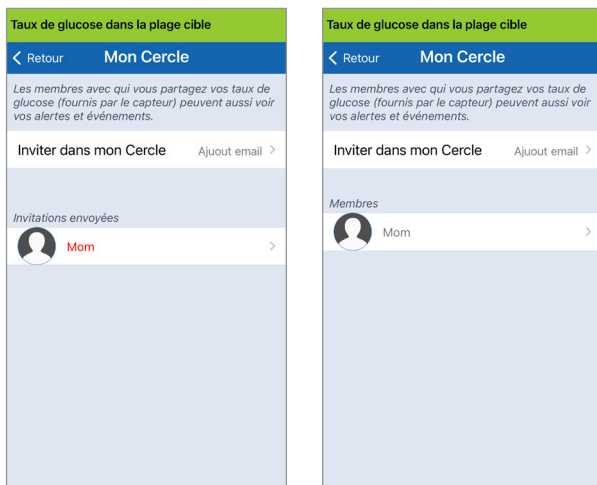 Taux de glucose dans la plage cible
Retour Mon Cercle
Les membres avec qui vous partagez vos taux de
glucose (fournis par le capteur) peuvent aussi voir
vos alertes et événements.
Inviter dans mon Cercle Ajuout email
Invitations envoyées
Mom
Taux de glucose dans la plage cible
Retour Mon Cercle
Les membres avec qui vous partagez vos taux de
glucose (fournis par le capteur) peuvent aussi voir
vos alertes et événements.
Inviter dans mon Cercle Ajuout email
Membres
Mom